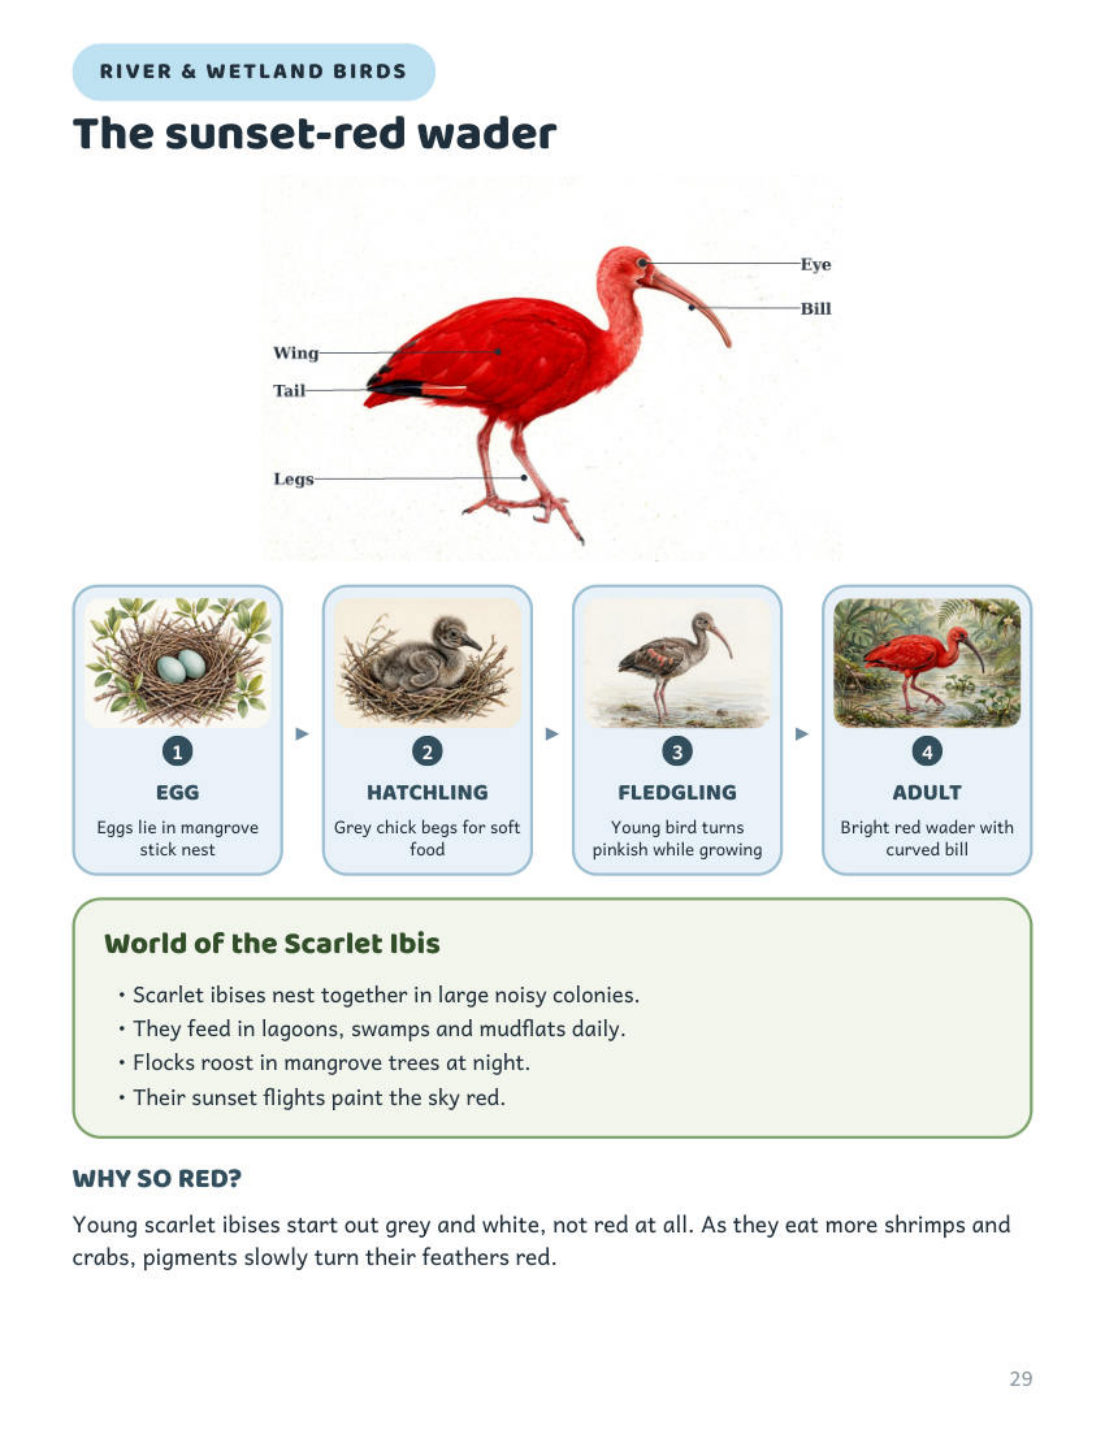 RIVER & WETLAND BIRDS
The sunset-red wader
Eye
Bill
Wing
Tail
Legs
1
EGG
Eggs lie in mangrove
stick nest
2
HATCHLING
Grey chick begs for soft
food
3
FLEDGLING
Young bird turns
pinkish while growing
4
ADULT
Bright red wader with
curved bill
World of the Scarlet Ibis
• Scarlet ibises nest together in large noisy colonies.
• They feed in lagoons, swamps and mudflats daily.
• Flocks roost in mangrove trees at night.
• Their sunset flights paint the sky red.
WHY SO RED?
Young scarlet ibises start out grey and white, not red at all. As they eat more shrimps and
crabs, pigments slowly turn their feathers red.
29